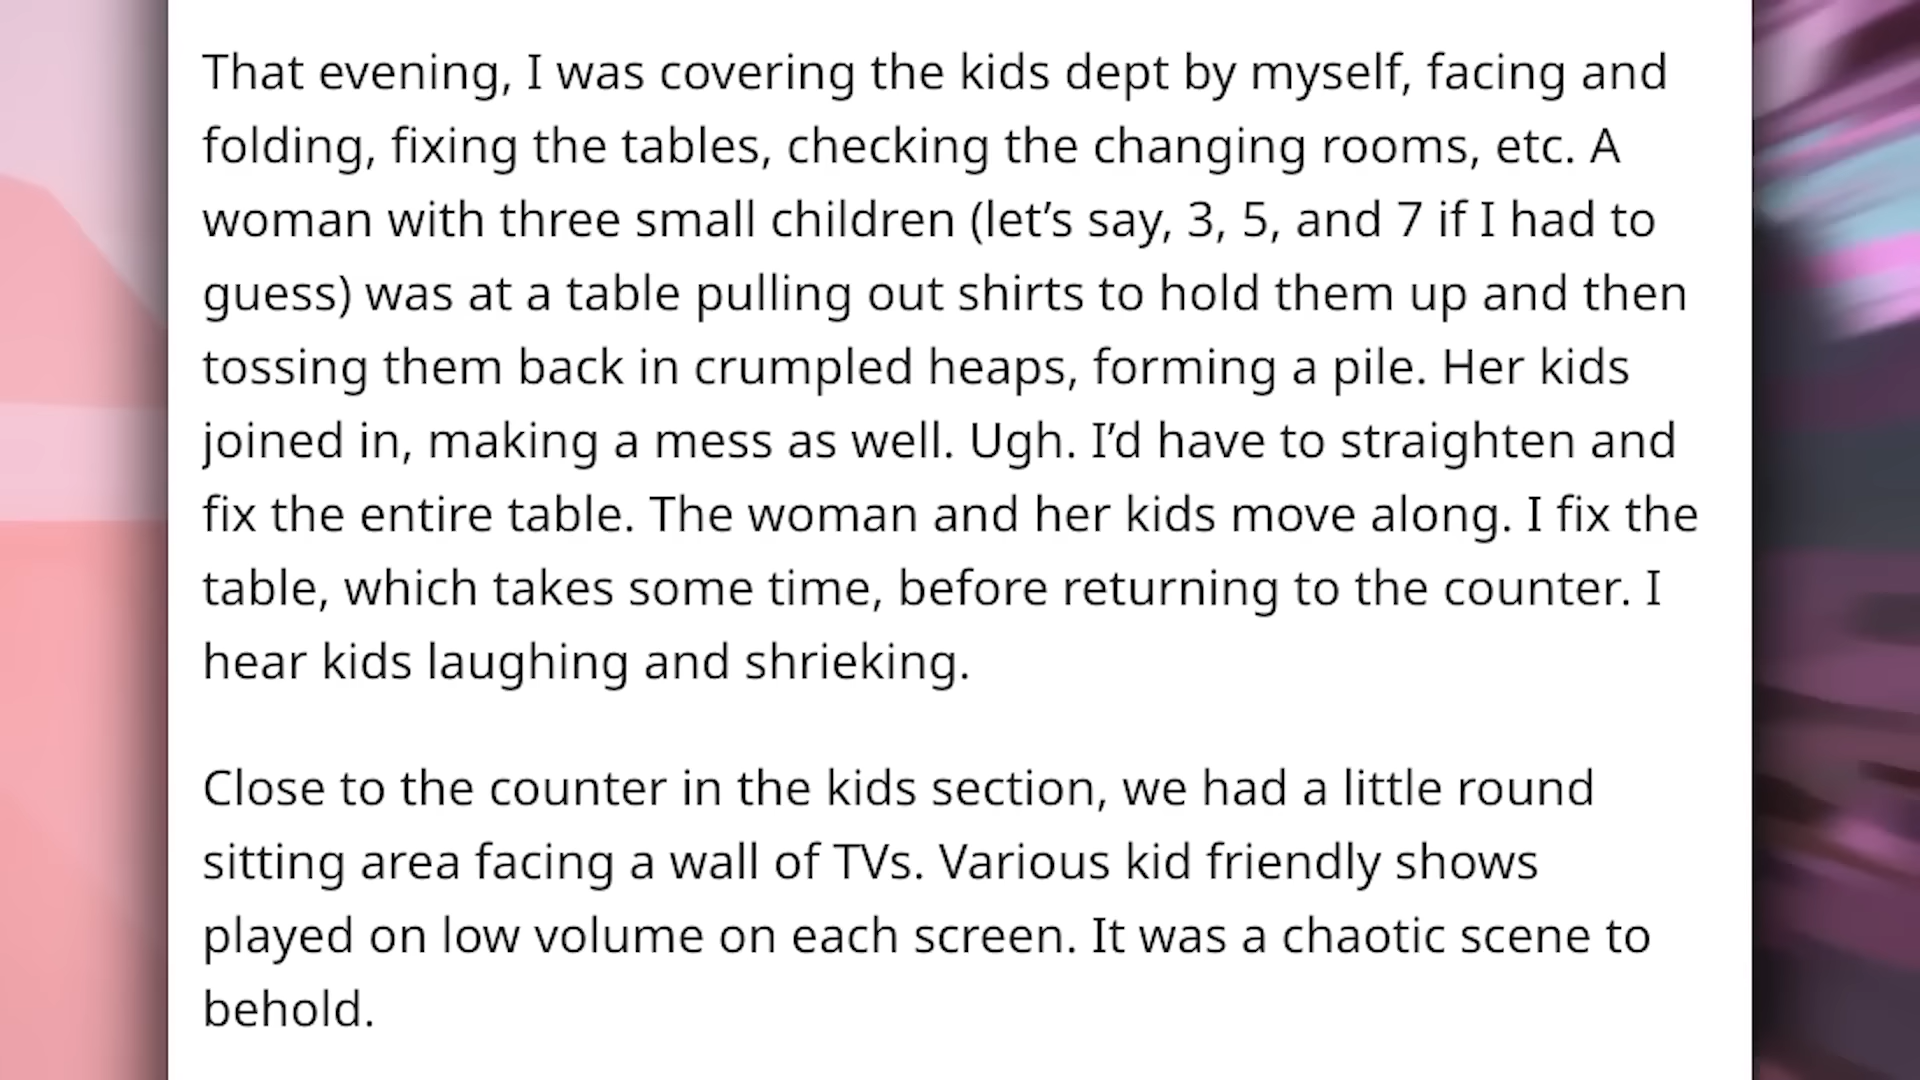 That evening, I was covering the kids dept by myself, facing and
folding, fixing the tables, checking the changing rooms, etc. A
woman with three small children (let’s say, 3, 5, and 7 if I had to
guess) was at a table pulling out shirts to hold them up and then
tossing them back in crumpled heaps, forming a pile. Her kids
joined in, making a mess as well. Ugh. I’d have to straighten and
fix the entire table. The woman and her kids move along. I fix the
table, which takes some time, before returning to the counter. I
hear kids laughing and shrieking.
Close to the counter in the kids section, we had a little round
sitting area facing a wall of TVs. Various kid friendly shows
played on low volume on each screen. It was a chaotic scene to
behold.